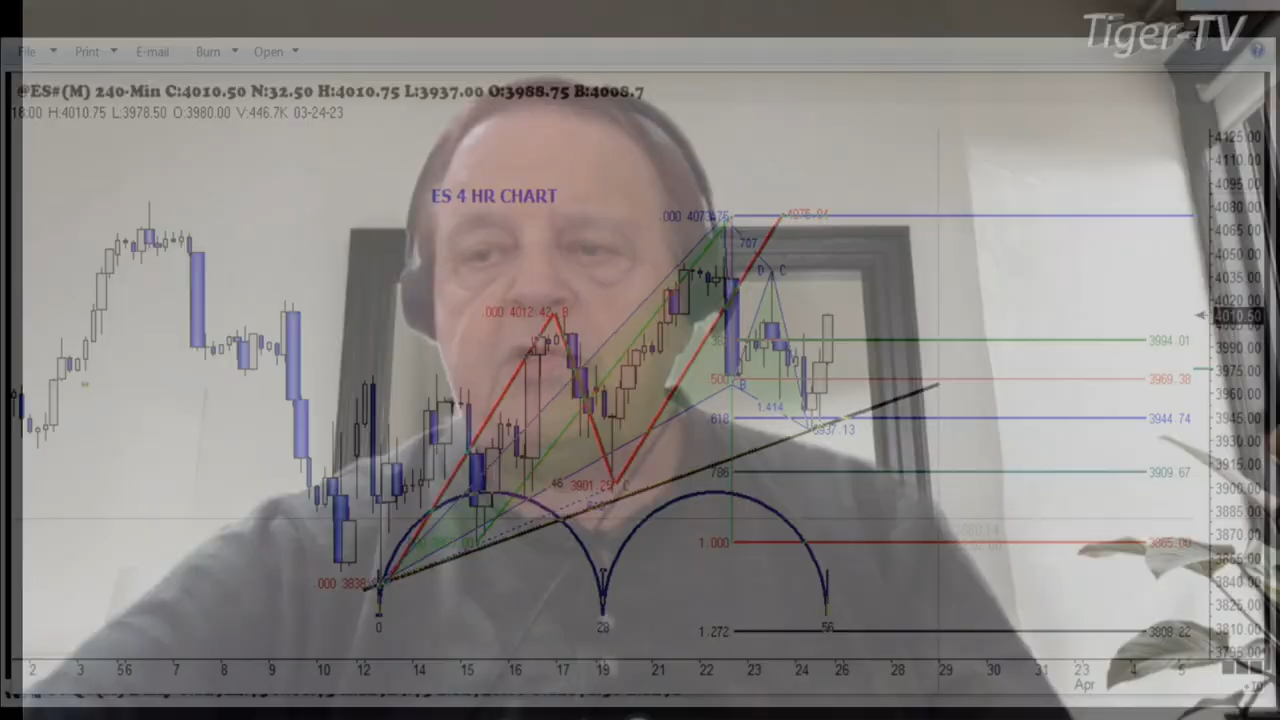 Tiger-TV
File Print E-mail Burn Open
@ES#(M) 240-Min C:4010.50 N:32.50 H:4010.75 L:3937.00 O:3988.75 B:4008.7
18:00 H:4010.75 L:3978.50 O:3980.00 V:446.7K 03-24-23
ES 4 HR CHART
4125.00
4110.00
4095.00
4080.00
4065.00
4050.00
4035.00
4020.00
4010.50
3990.00
3975.00
3960.00
3945.00
3930.00
3915.00
3900.00
3885.00
3870.00
3855.00
3840.00
3825.00
3810.00
3795.00
.000 4073.76
707
D C
.000 4012.42 B
3994.01
500 3969.38
B
1.414
618 3944.74
3937.13
786 3909.67
46 3901.25 C
1.000 3865.00
.000 3838
0 28 56
1.272 3808.22
2 3 56 7 8 9 10 12 14 15 16 17 19 21 22 23 24 26 28 29 30 31 23 4 5
Apr